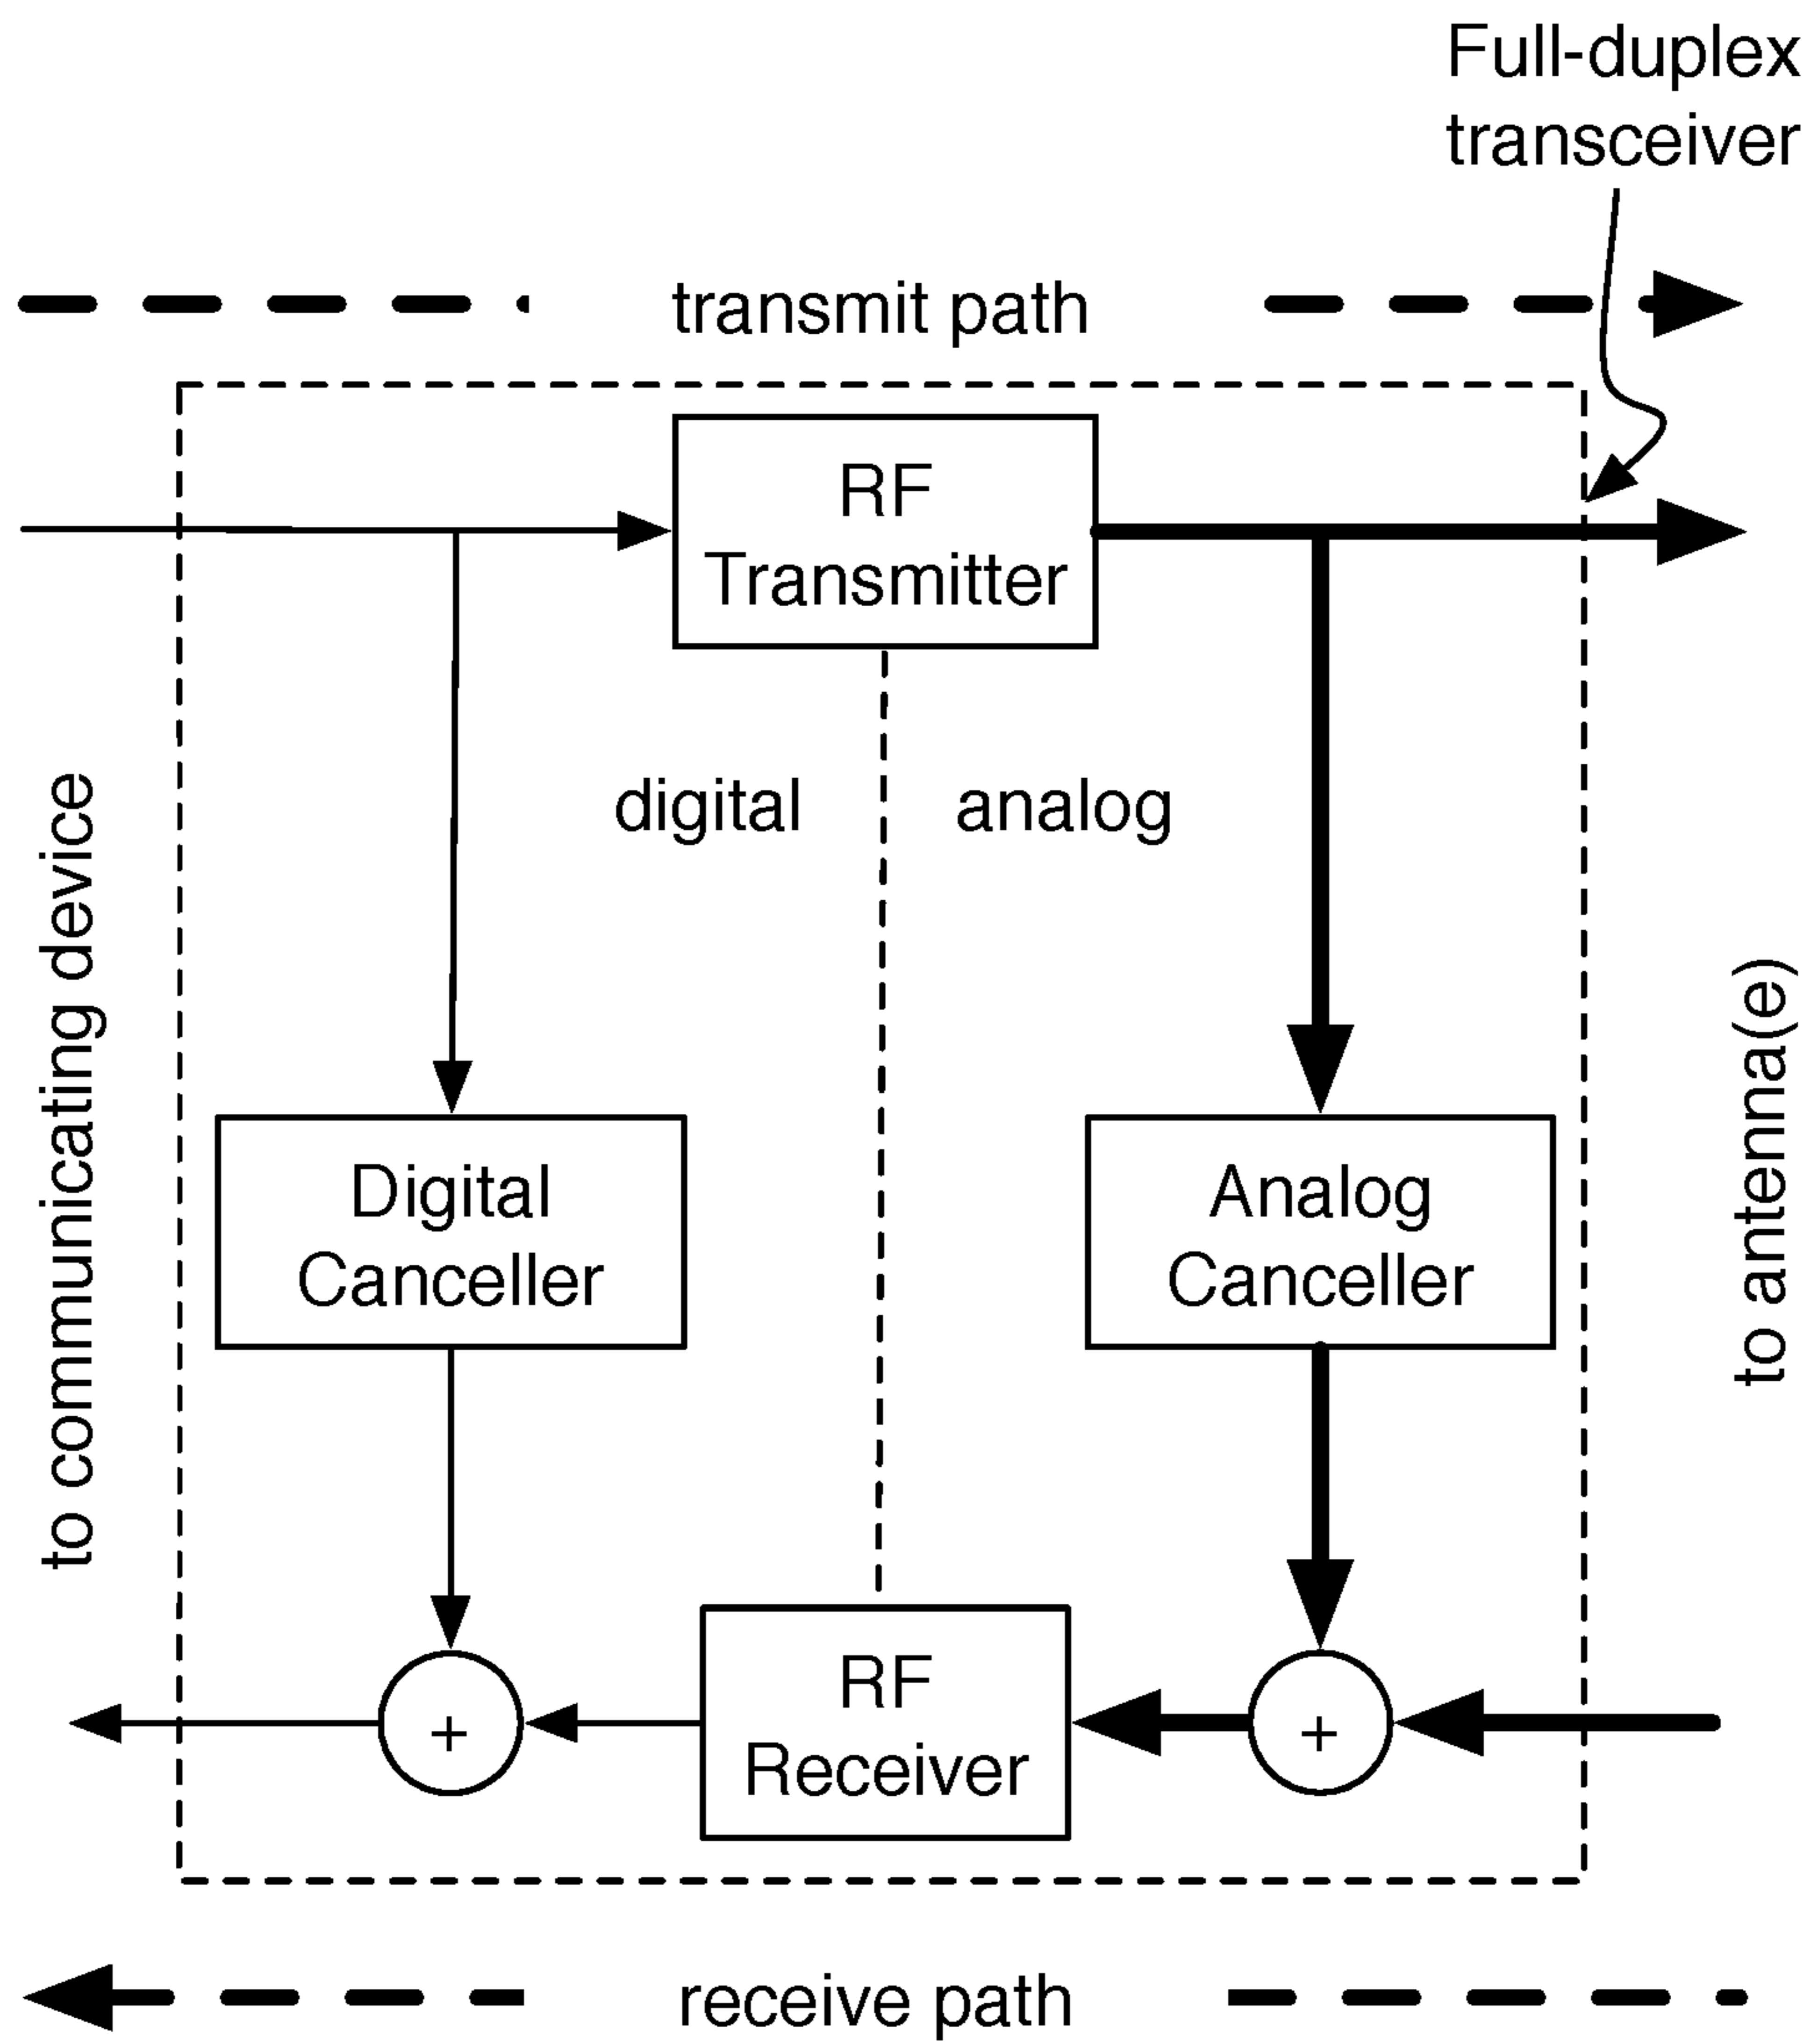 Full-duplex
transceiver
transmit path
RF
Transmitter
digital
analog
to communicating device
to antenna(e)
Digital
Canceller
Analog
Canceller
RF
Receiver
+
+
receive path